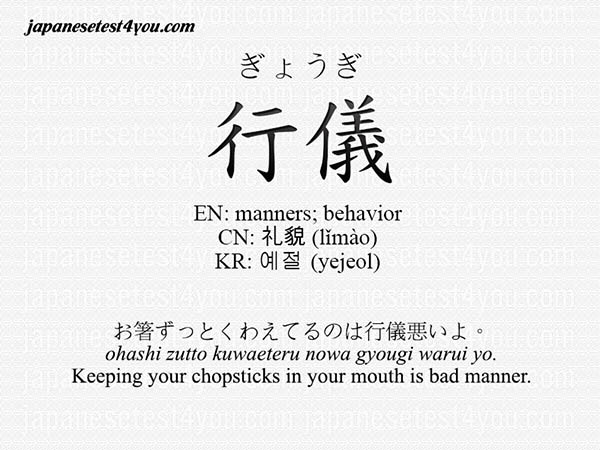 japanesetest4you.com
ぎょうぎ
行儀
EN: manners; behavior
CN: 礼貌 (lǐmào)
KR: 예절 (yejeol)
お箸ずっとくわえてるのは行儀悪いよ。
ohashi zutto kuwaeteru nowa gyougi warui yo.
Keeping your chopsticks in your mouth is bad manner.